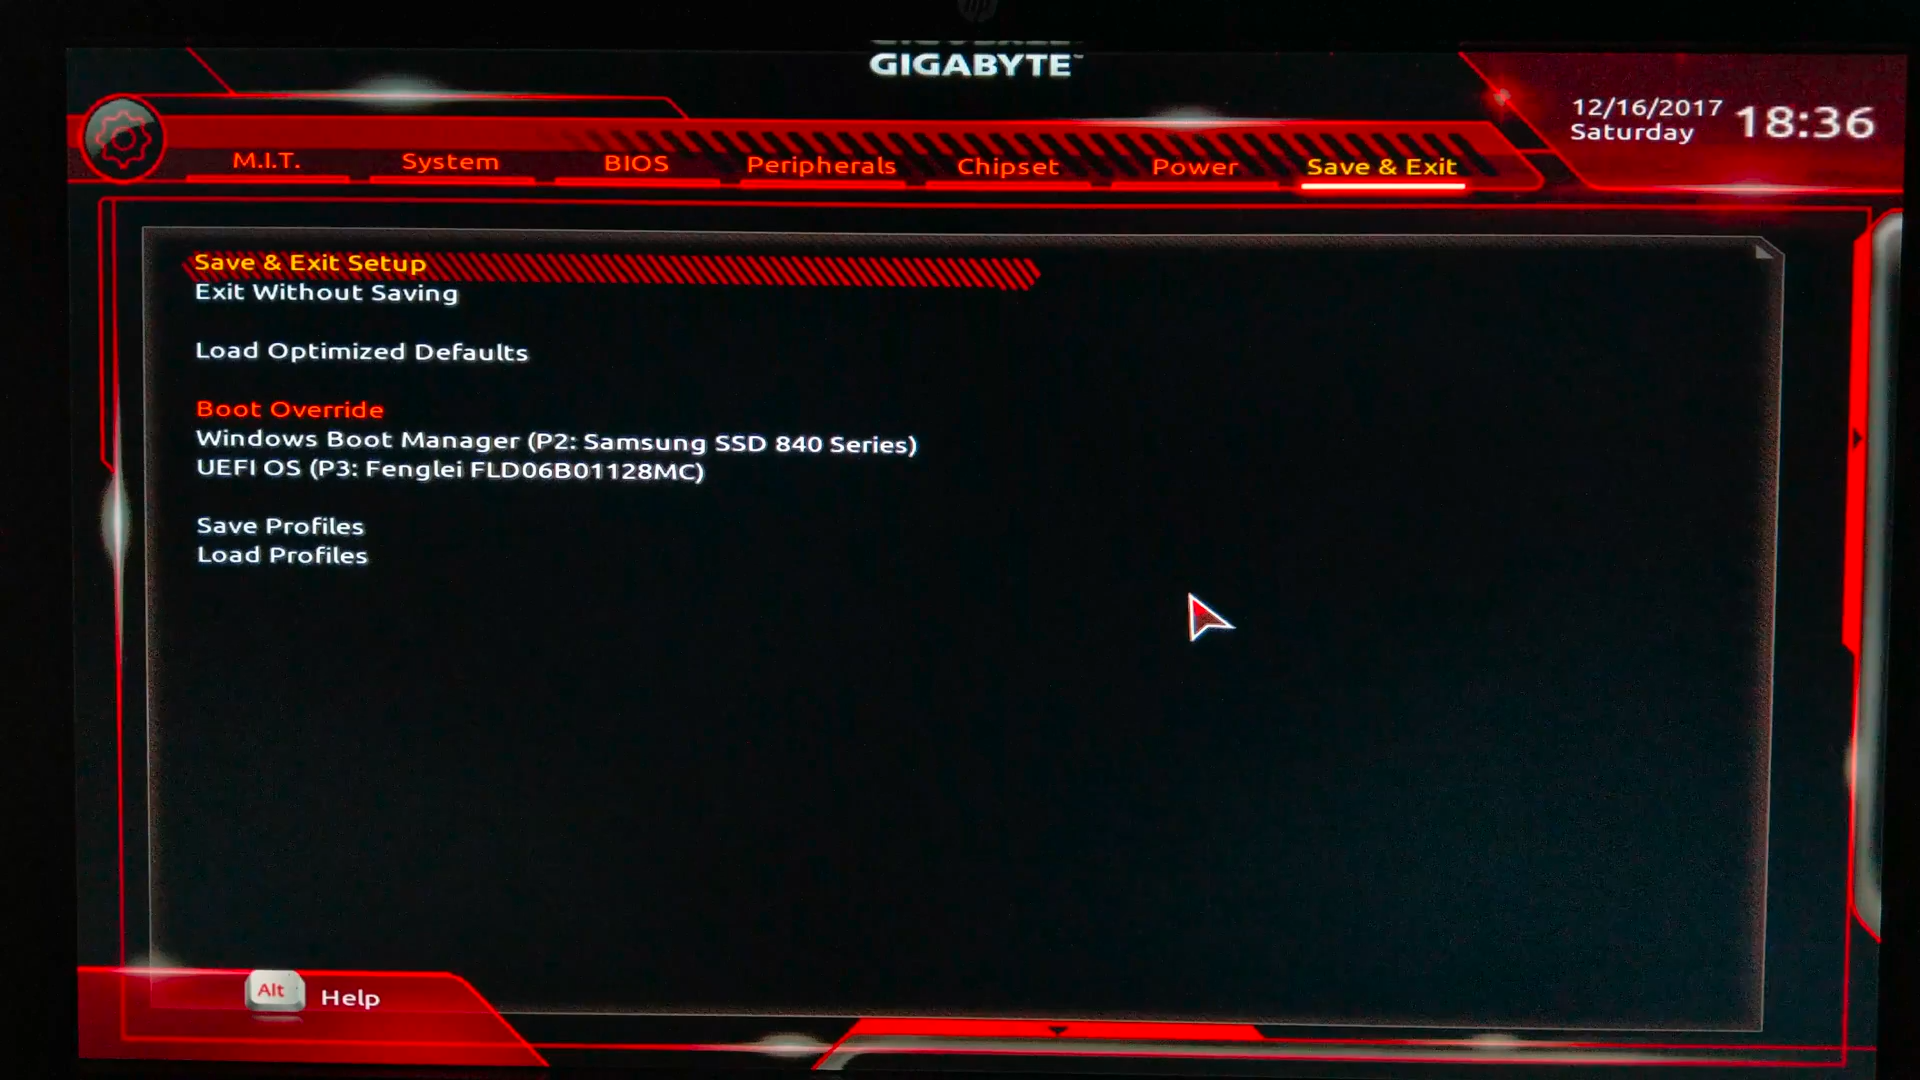 GIGABYTE™
12/16/2017
Saturday
18:36
M.I.T.
System
BIOS
Peripherals
Chipset
Power
Save & Exit
Save & Exit Setup
Exit Without Saving
Load Optimized Defaults
Boot Override
Windows Boot Manager (P2: Samsung SSD 840 Series)
UEFI OS (P3: Fenglei FLD06B01128MC)
Save Profiles
Load Profiles
Alt
Help